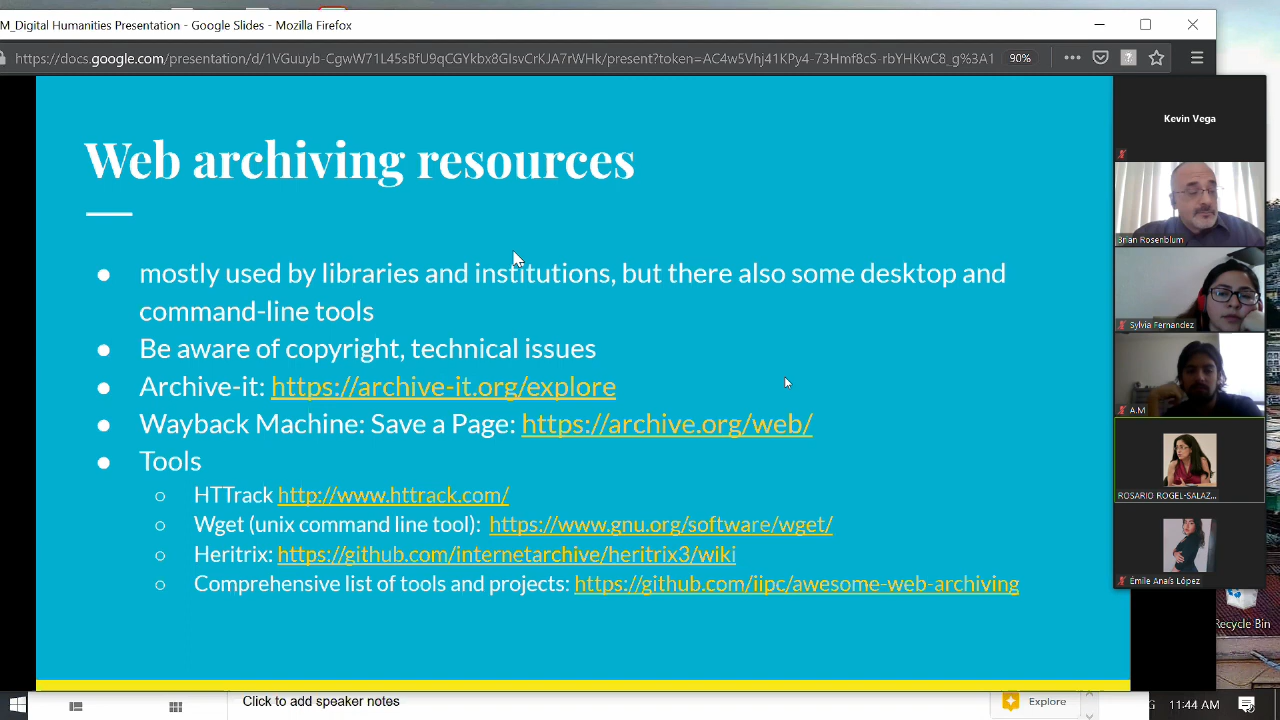 M_Digital Humanities Presentation - Google Slides - Mozilla Firefox
https://docs.google.com/presentation/d/1VGuuyb-CgwW71L45sBfU9qCGYkbx8GIsvCrKJA7rWHk/present?token=AC4w5Vhj41KPy4-73Hmf8cS-rbYHKwC8_g%3A1
90%
Kevin Vega
Web archiving resources
Brian Rosenblum
● mostly used by libraries and institutions, but there also some desktop and
command-line tools
Sylvia Fernandez
● Be aware of copyright, technical issues
● Archive-it: https://archive-it.org/explore
A.M
● Wayback Machine: Save a Page: https://archive.org/web/
● Tools
○ HTTrack http://www.httrack.com/
ROSARIO ROGEL-SALAZ...
○ Wget (unix command line tool): https://www.gnu.org/software/wget/
○ Heritrix: https://github.com/internetarchive/heritrix3/wiki
○ Comprehensive list of tools and projects: https://github.com/iipc/awesome-web-archiving
Émile Anaís López
Recycle Bin
Click to add speaker notes
Explore
11:44 AM